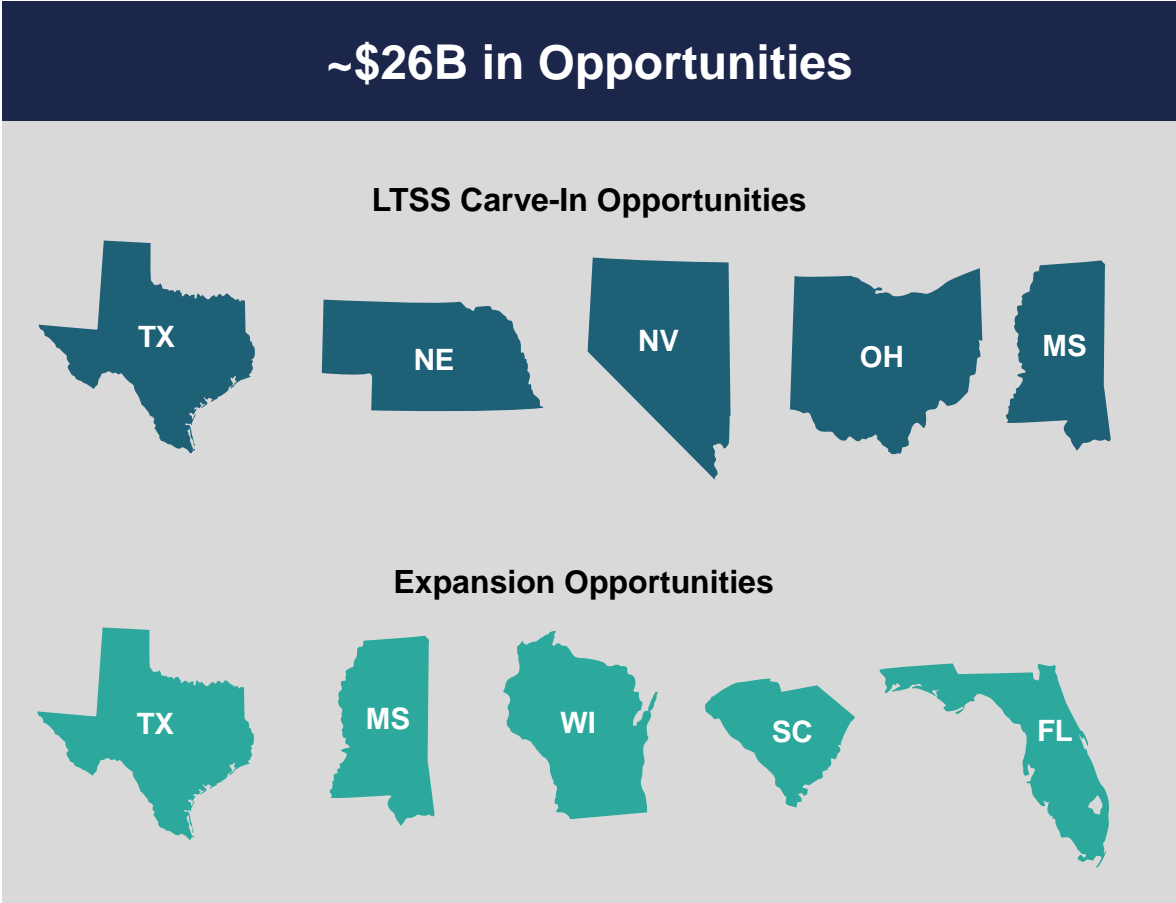 ~$26B in Opportunities
LTSS Carve-In Opportunities
TX
NE
NV
OH
MS
Expansion Opportunities
TX
MS
WI
SC
FL